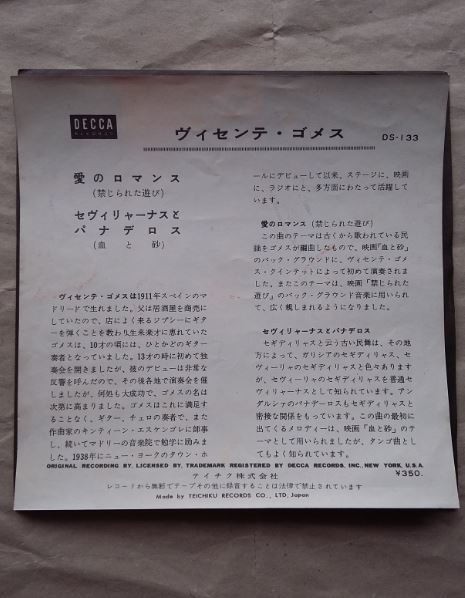 DECCA
RECORDS
ヴィセンテ・ゴメス
DS-133
愛のロマンス
(禁じられた遊び)
セヴィリャーナスと
パナデロス
(血と砂)
ヴィセンテ・ゴメスは1911年スペインのマ
ドリードで生れました。父は居酒屋を商売に
していたので、店によく来るジプシーにギタ
ーを弾くことを教わり生来楽才に恵れていた
ゴメスは、10才の頃には、ひとかどのギター
奏者となっていました。13才の時に初めて独
奏会を開きましたが、彼のデビューは非常な
反響を呼んだので、その後各地で演奏会を催
しましたが、何処も大成功で、ゴメスの名は
次第に高まりました。ゴメスはこれに満足す
ることなく、ギター、チェロの奏者で、また
作曲家のキンティーン・エスケンゴレに師事
し、続いてマドリーの音楽院で勉学に励みま
した。1938年にニュー・ヨークのタウン・ホ
ールにデビューして以来、ステージに、映画
に、ラジオにと、多方面にわたって活躍して
います。
愛のロマンス (禁じられた遊び)
この曲のテーマは古くから歌われている民
謡をゴメスが編曲したもので、映画「血と砂」
のバック・グラウンドに、ヴィセンテ・ゴメ
ス・クインテットによって初めて演奏されま
した。またこのテーマは、映画「禁じられた
遊び」のバック・グラウンド音楽に用いられ
て、広く親しまれるようになりました。
セヴィリャーナスとパナデロス
セギディリャスと云う古い民舞は、その地
方によって、ガリシアのセギディリャス、セ
ヴィーリャのセギディリャスと色々あります
が、セヴィーリャのセギディリャスを普通セ
ヴィリャーナスとして知られています。アン
ダルシアのパナデーロスもセギディリャスと
密接な関係をもっています。この曲の最初に
出てくるメロディーは、映画「血と砂」のテ
ーマとして用いられましたが、タンゴ曲とし
てもよく知られています。
ORIGINAL RECORDING BY, LICENSED BY, TRADEMARK REGISTERED BY DECCA RECORDS, INC. NEW YORK, U.S.A.
テイチク株式会社
¥350.
レコードから無断でテープその他に録音することは法律で禁止されています
Made by TEICHIKU RECORDS CO., LTD. Japan